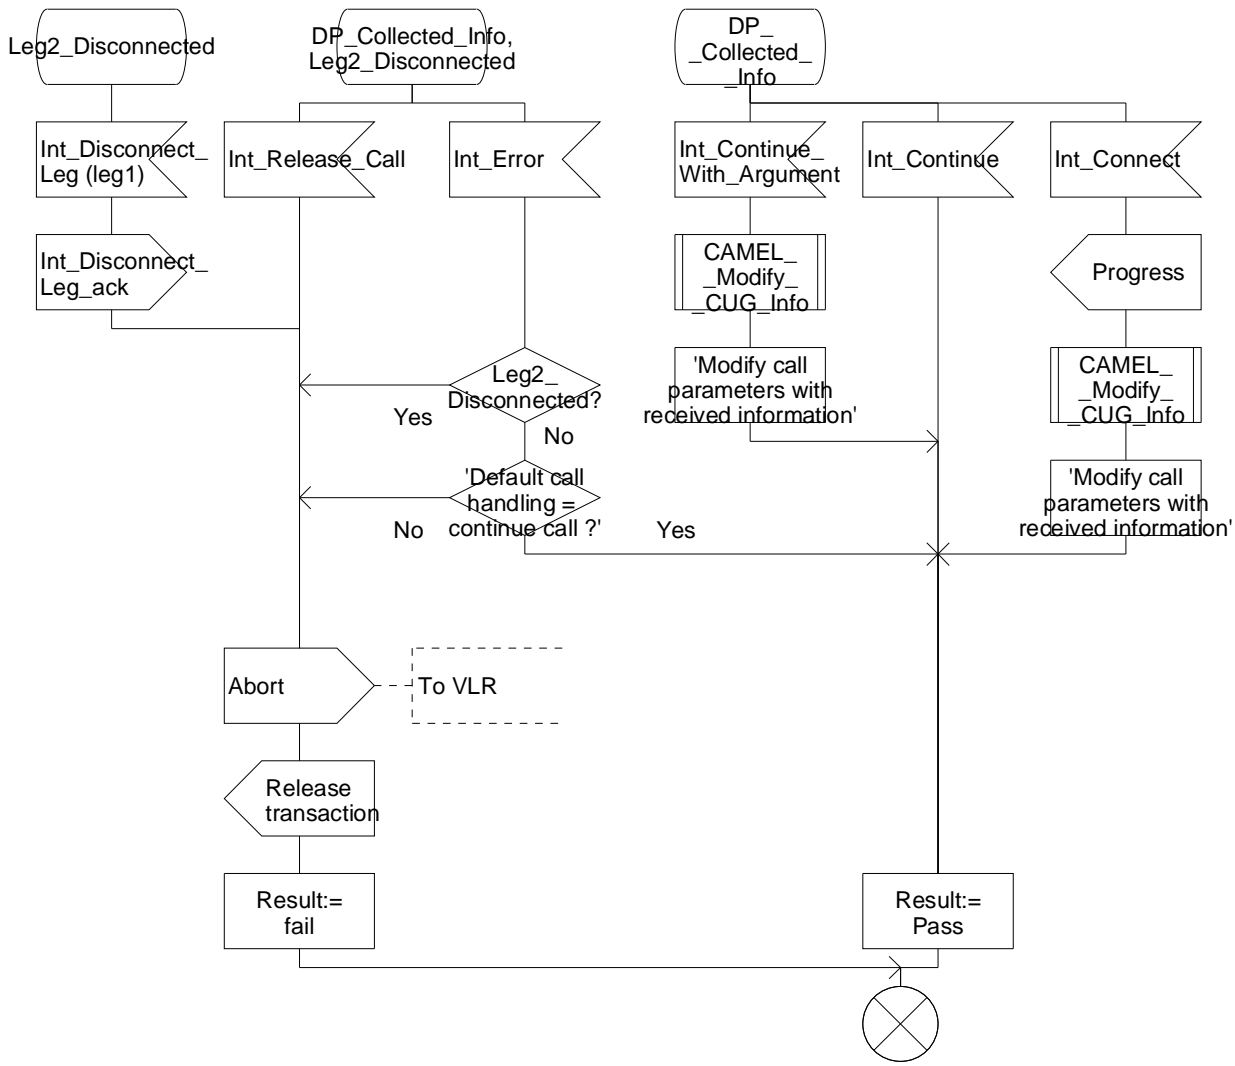 Leg2_Disconnected
DP_Collected_Info,
Leg2_Disconnected
DP_
_Collected_
_Info
Int_Disconnect_
Leg (leg1)
Int_Release_Call
Int_Error
Int_Continue_
With_Argument
Int_Continue
Int_Connect
Int_Disconnect_
Leg_ack
CAMEL_
_Modify_
_CUG_Info
Progress
Leg2_
Disconnected?
Yes
No
'Modify call
parameters with
received information'
CAMEL_
_Modify_
_CUG_Info
'Default call
handling =
continue call ?'
No
Yes
'Modify call
parameters with
received information'
Abort
To VLR
Release
transaction
Result:=
fail
Result:=
Pass